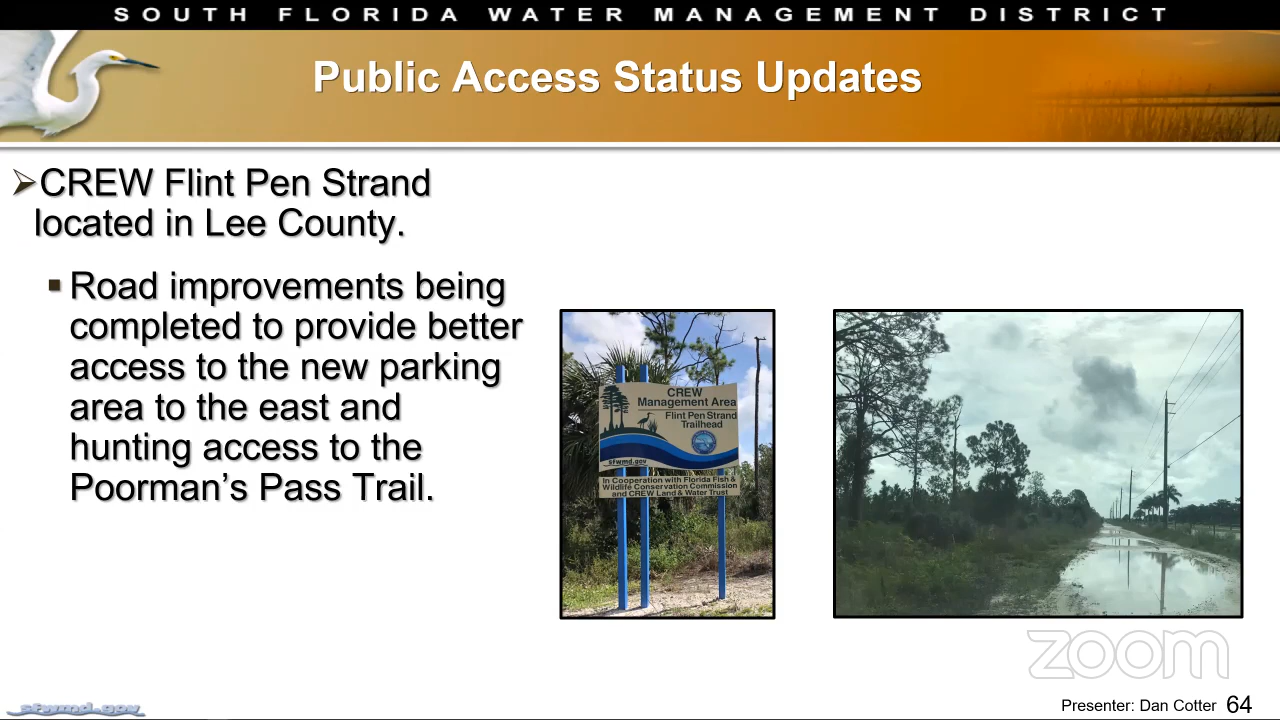 SOUTH FLORIDA WATER MANAGEMENT DISTRICT
Public Access Status Updates
➢CREW Flint Pen Strand
located in Lee County.
▪ Road improvements being
completed to provide better
access to the new parking
area to the east and
hunting access to the
Poorman’s Pass Trail.
CREW
Management Area
Flint Pen Strand
Trailhead
sfwmd.gov
In Cooperation with Florida Fish &
Wildlife Conservation Commission
and CREW Land & Water Trust
zoom
sfwmd.gov
Presenter: Dan Cotter 64